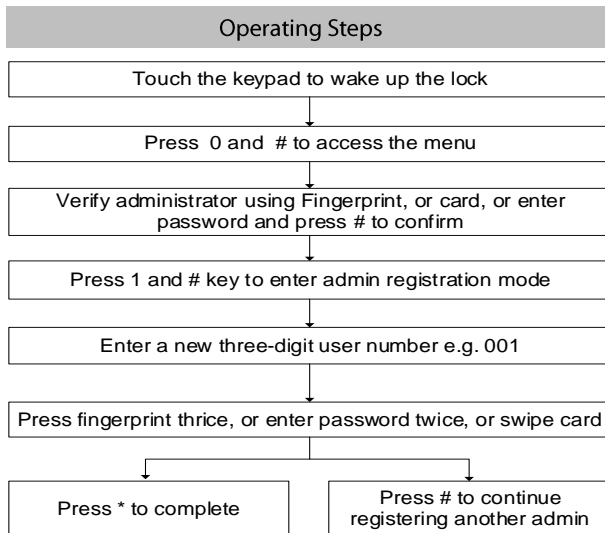 Operating Steps
Touch the keypad to wake up the lock
Press 0 and # to access the menu
Verify administrator using Fingerprint, or card, or enter
password and press # to confirm
Press 1 and # key to enter admin registration mode
Enter a new three-digit user number e.g. 001
Press fingerprint thrice, or enter password twice, or swipe card
Press * to complete
Press # to continue
registering another admin